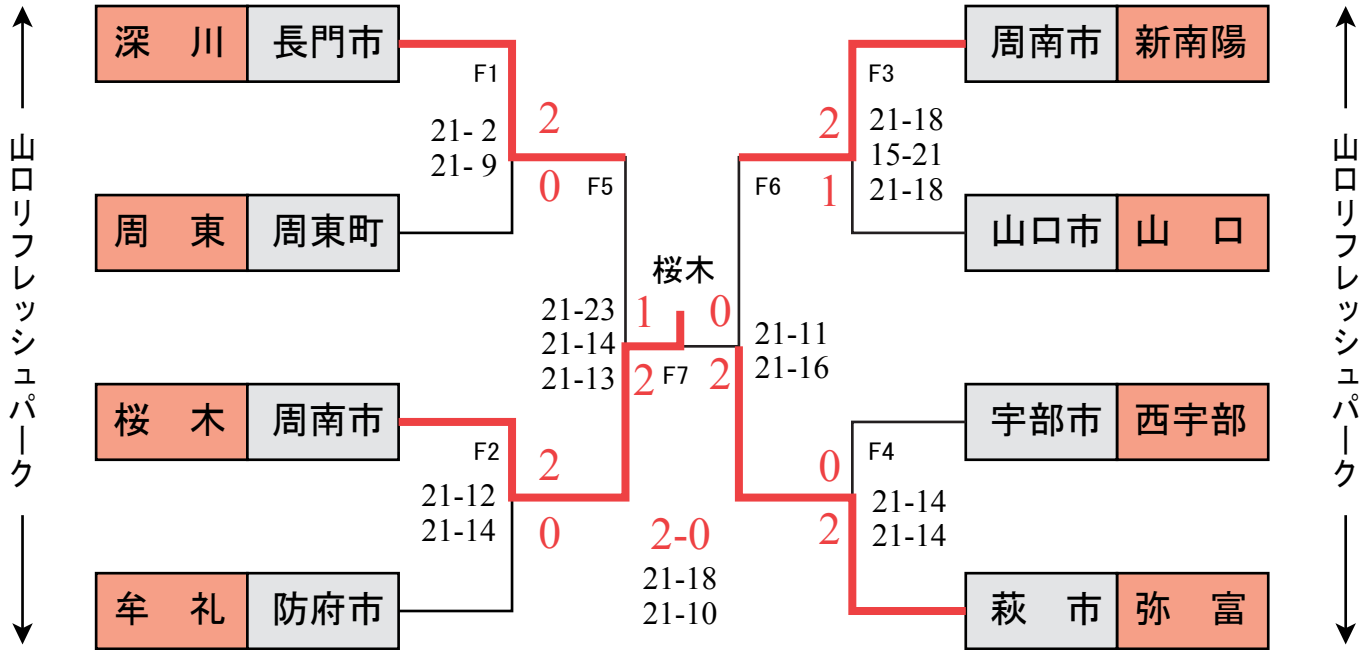 山口リフレッシュパーク
深川 長門市
F1
21- 2
21- 9
2
0
周東 周東町
F5
桜木 周南市
F2
21-12
21-14
2
0
牟礼 防府市
21-23
21-14
21-13
1
2
桜木
F7
0
2
21-11
21-16
2-0
21-18
21-10
周南市 新南陽
F3
2
1
21-18
15-21
21-18
F6
山口市 山口
宇部市 西宇部
F4
0
2
21-14
21-14
萩市 弥富
山口リフレッシュパーク